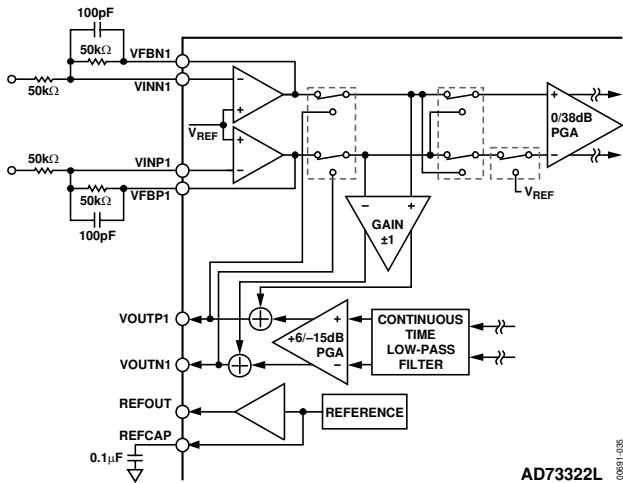 100pF
50kΩ
VFBN1
50kΩ
VINN1
VREF
50kΩ
VINP1
VFBP1
50kΩ
100pF
0/38dB
PGA
VREF
GAIN
±1
VOUTP1
VOUTN1
+6/–15dB
PGA
CONTINUOUS
TIME
LOW-PASS
FILTER
REFOUT
REFERENCE
REFCAP
0.1µF
AD73322L
00691-035